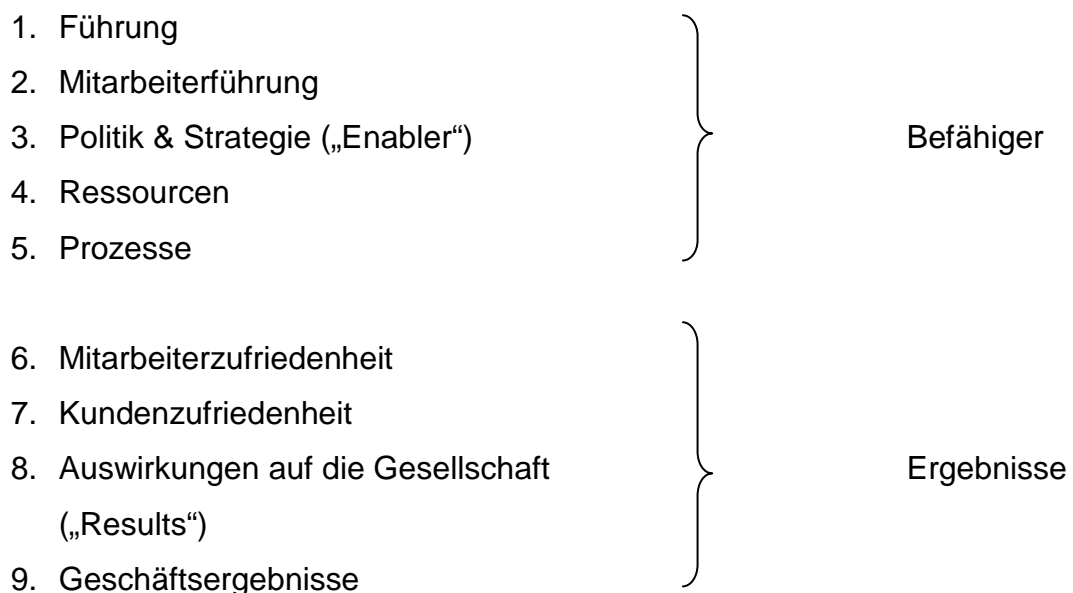 1. Führung
2. Mitarbeiterführung
3. Politik & Strategie („Enabler“) Befähiger
4. Ressourcen
5. Prozesse
6. Mitarbeiterzufriedenheit
7. Kundenzufriedenheit
8. Auswirkungen auf die Gesellschaft Ergebnisse
(„Results“)
9. Geschäftsergebnisse